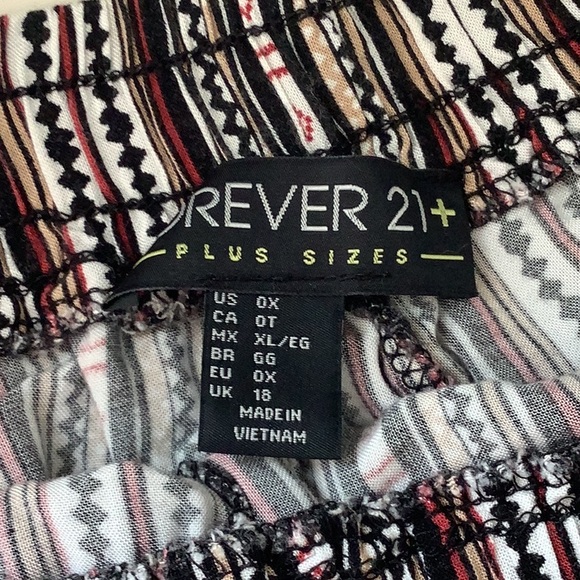 OREVER 21+
PLUS SIZES
US 0X
CA 0T
MX XL/EG
BR GG
EU 0X
UK 18
MADE IN
VIETNAM